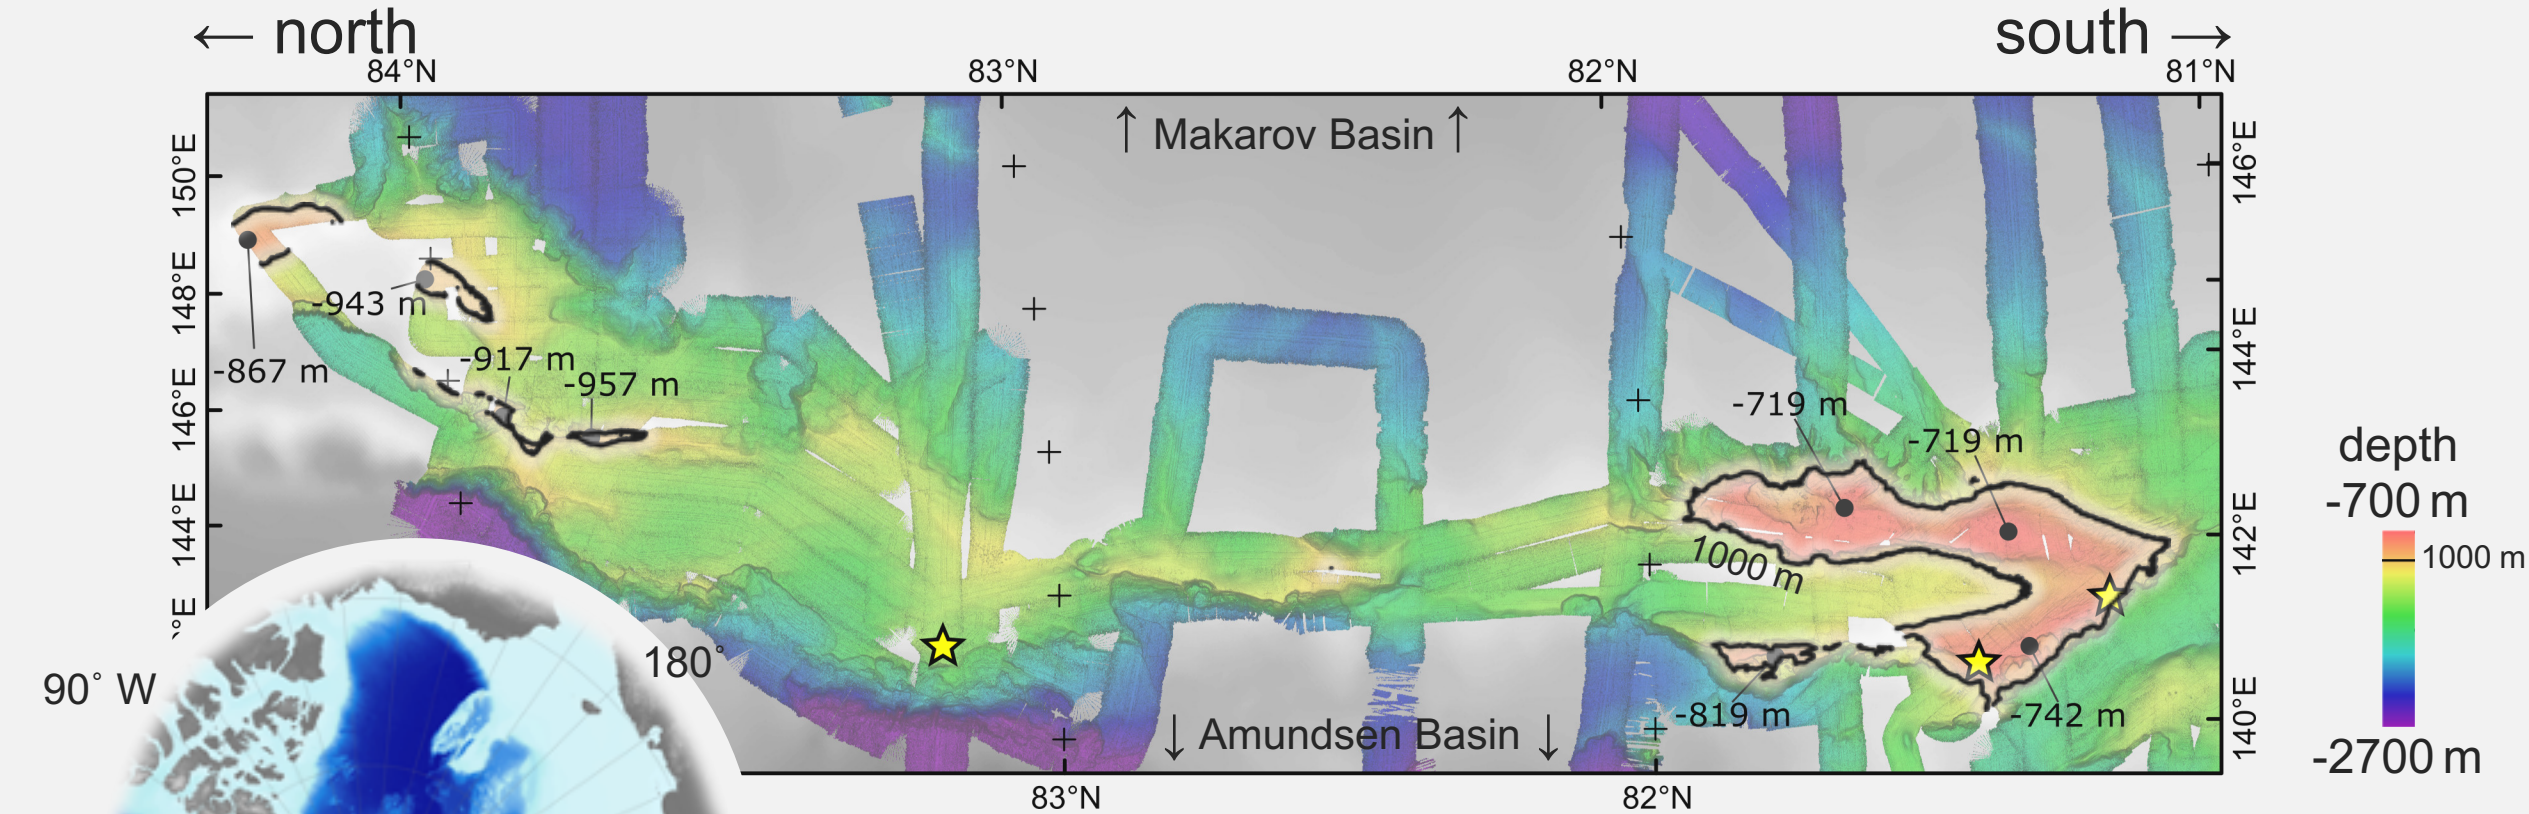 ← north
south →
84°N
83°N
82°N
81°N
↑ Makarov Basin ↑
150°E
148°E
146°E
144°E
°E
146°E
144°E
142°E
140°E
-943 m
-867 m
-917 m
-957 m
-719 m
-719 m
1000 m
-819 m
-742 m
depth
-700 m
1000 m
-2700 m
180°
90° W
↓ Amundsen Basin ↓
83°N
82°N